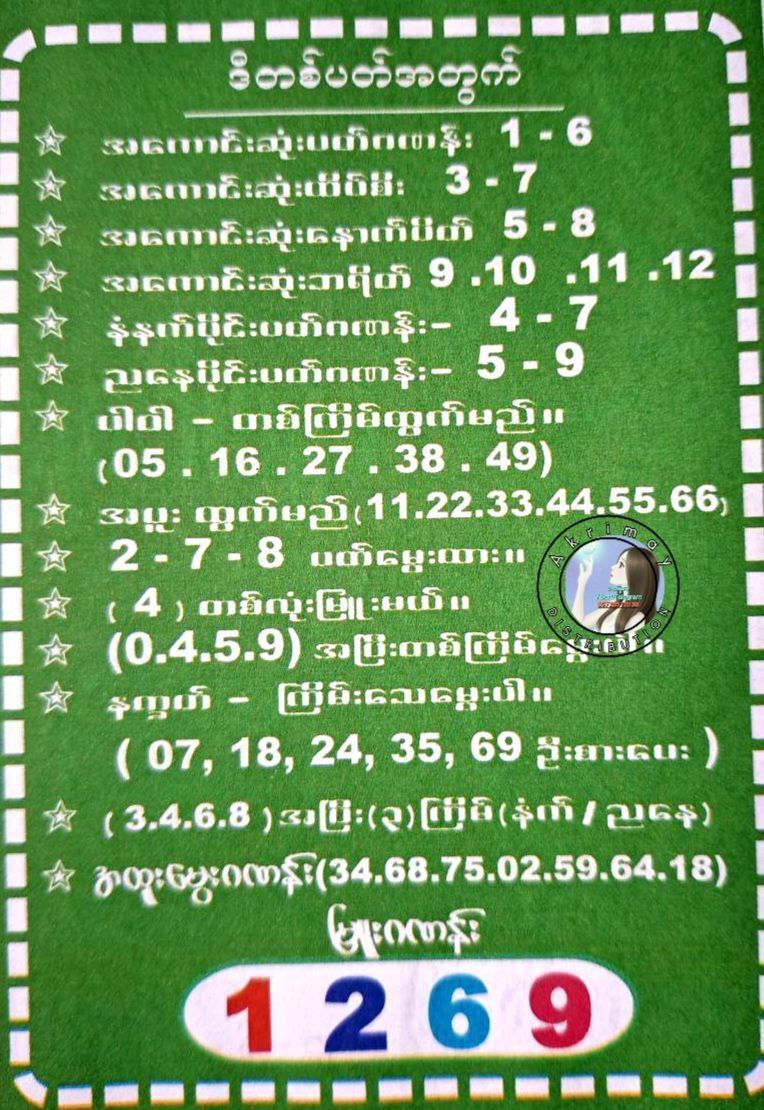 ဒီတစ်ပတ်အတွက်
အကောင်းဆုံးပတ်ဂဏန်း 1 - 6
အကောင်းဆုံးထိပ်စီး 3 - 7
အကောင်းဆုံးနောက်ပိတ် 5 - 8
အကောင်းဆုံးဘရိတ် 9 .10 .11 .12
နံနက်ပိုင်းပတ်ဂဏန်း– 4 - 7
ညနေပိုင်းပတ်ဂဏန်း– 5 - 9
ပါဝါ – တစ်ကြိမ်ထွက်မည်။
(05 . 16 . 27 . 38 . 49)
အပူး ထွက်မည်(11.22.33.44.55.66)
2 - 7 - 8 ပတ်မွေးထား။
( 4 ) တစ်လုံးမြှူးမယ်။
(0.4.5.9) အပြီးတစ်ကြိမ်
နက္ခတ် – ကြိမ်းသေမွေးပါ။
( 07, 18, 24, 35, 69 ဦးစားပေး )
( 3.4.6.8 )အပြီး(၃)ကြိမ်(နံက် / ညနေ)
အထူးမွေးဂဏန်း(34.68.75.02.59.64.18)
မြှူးဂဏန်း
1 2 6 9
Akrimay
DISTRIBUTION